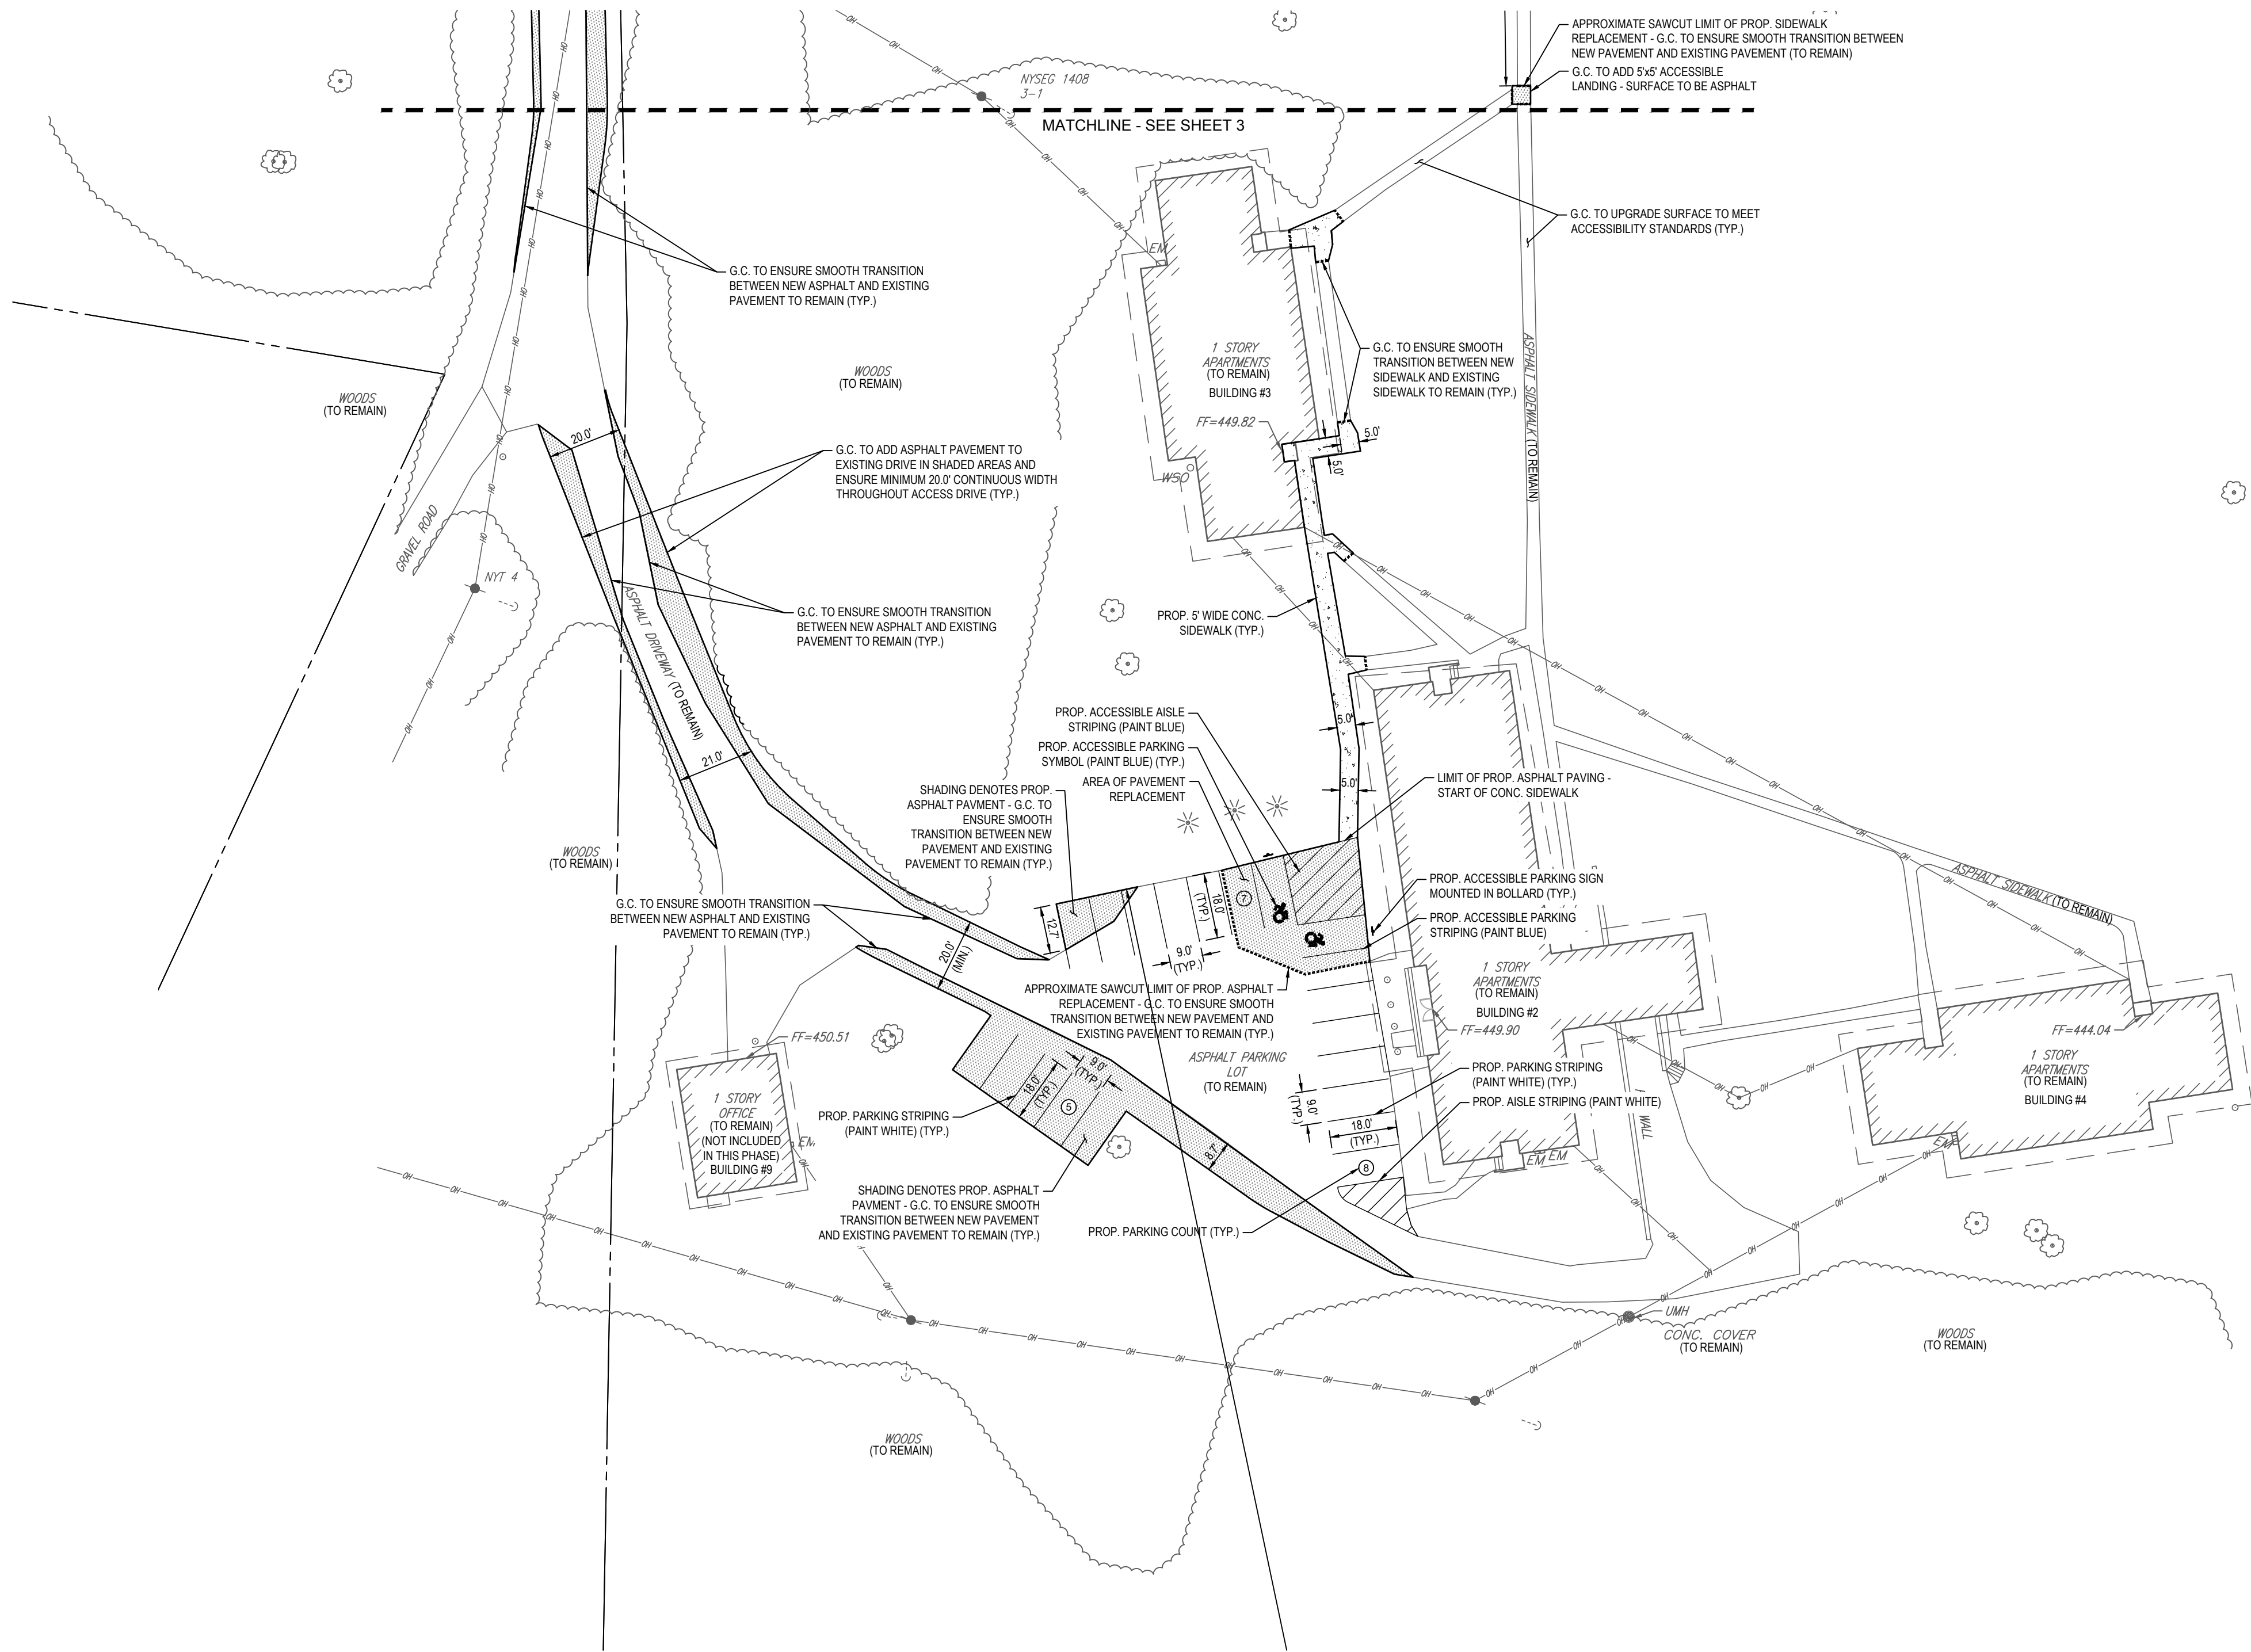 APPROXIMATE SAWCUT LIMIT OF PROP. SIDEWALK
REPLACEMENT - G.C. TO ENSURE SMOOTH TRANSITION BETWEEN
NEW PAVEMENT AND EXISTING PAVEMENT (TO REMAIN)
G.C. TO ADD 5'x5' ACCESSIBLE
LANDING - SURFACE TO BE ASPHALT
NYSEG 1408
3-1
MATCHLINE - SEE SHEET 3
G.C. TO UPGRADE SURFACE TO MEET
ACCESSIBILITY STANDARDS (TYP.)
EM
G.C. TO ENSURE SMOOTH TRANSITION
BETWEEN NEW ASPHALT AND EXISTING
PAVEMENT TO REMAIN (TYP.)
1 STORY
APARTMENTS
(TO REMAIN)
BUILDING #3
G.C. TO ENSURE SMOOTH
TRANSITION BETWEEN NEW
SIDEWALK AND EXISTING
SIDEWALK TO REMAIN (TYP.)
ASPHALT SIDEWALK (TO REMAIN)
WOODS
(TO REMAIN)
WOODS
(TO REMAIN)
FF=449.82
5.0'
5.0'
WSO
20.0'
G.C. TO ADD ASPHALT PAVEMENT TO
EXISTING DRIVE IN SHADED AREAS AND
ENSURE MINIMUM 20.0' CONTINUOUS WIDTH
THROUGHOUT ACCESS DRIVE (TYP.)
GRAVEL ROAD
NYT 4
ASPHALT DRIVEWAY (TO REMAIN)
G.C. TO ENSURE SMOOTH TRANSITION
BETWEEN NEW ASPHALT AND EXISTING
PAVEMENT TO REMAIN (TYP.)
PROP. 5' WIDE CONC.
SIDEWALK (TYP.)
21.0'
PROP. ACCESSIBLE AISLE
STRIPING (PAINT BLUE)
PROP. ACCESSIBLE PARKING
SYMBOL (PAINT BLUE) (TYP.)
AREA OF PAVEMENT
REPLACEMENT
5.0'
5.0'
LIMIT OF PROP. ASPHALT PAVING -
START OF CONC. SIDEWALK
SHADING DENOTES PROP.
ASPHALT PAVMENT - G.C. TO
ENSURE SMOOTH
TRANSITION BETWEEN NEW
PAVEMENT AND EXISTING
PAVEMENT TO REMAIN (TYP.)
WOODS
(TO REMAIN)
G.C. TO ENSURE SMOOTH TRANSITION
BETWEEN NEW ASPHALT AND EXISTING
PAVEMENT TO REMAIN (TYP.)
12.7'
18.0'
(TYP.)
7
9.0'
(TYP.)
20.0'
(MIN.)
PROP. ACCESSIBLE PARKING SIGN
MOUNTED IN BOLLARD (TYP.)
PROP. ACCESSIBLE PARKING
STRIPING (PAINT BLUE)
ASPHALT SIDEWALK (TO REMAIN)
APPROXIMATE SAWCUT LIMIT OF PROP. ASPHALT
REPLACEMENT - G.C. TO ENSURE SMOOTH
TRANSITION BETWEEN NEW PAVEMENT AND
EXISTING PAVEMENT TO REMAIN (TYP.)
1 STORY
APARTMENTS
(TO REMAIN)
BUILDING #2
FF=449.90
FF=444.04
1 STORY
APARTMENTS
(TO REMAIN)
BUILDING #4
EM
FF=450.51
1 STORY
OFFICE
(TO REMAIN)
(NOT INCLUDED
IN THIS PHASE)
BUILDING #9
EM
ASPHALT PARKING
LOT
(TO REMAIN)
9.0'
(TYP.)
18.0'
(TYP.)
5
PROP. PARKING STRIPING
(PAINT WHITE) (TYP.)
PROP. PARKING STRIPING
(PAINT WHITE) (TYP.)
PROP. AISLE STRIPING (PAINT WHITE)
WALL
9.0'
(TYP.)
18.0'
(TYP.)
8
8.7'
EM
EM
SHADING DENOTES PROP. ASPHALT
PAVMENT - G.C. TO ENSURE SMOOTH
TRANSITION BETWEEN NEW PAVEMENT
AND EXISTING PAVEMENT TO REMAIN (TYP.)
PROP. PARKING COUNT (TYP.)
UMH
CONC. COVER
(TO REMAIN)
WOODS
(TO REMAIN)
WOODS
(TO REMAIN)